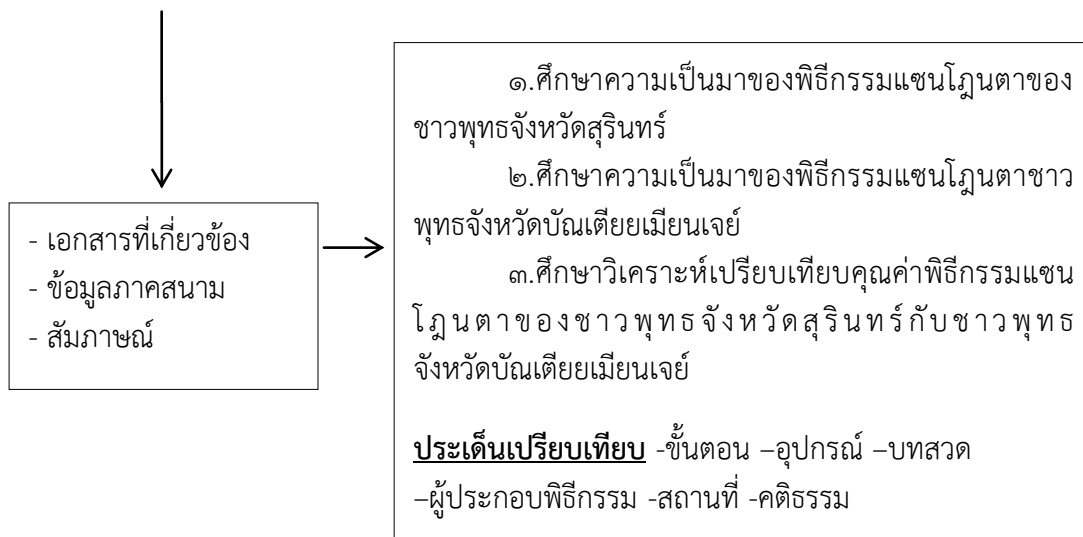 - เอกสารที่เกี่ยวข้อง
- ข้อมูลภาคสนาม
- สัมภาษณ์
๑.ศึกษาความเป็นมาของพิธีกรรมแซนโฎนตาของ
ชาวพุทธจังหวัดสุรินทร์
๒.ศึกษาความเป็นมาของพิธีกรรมแซนโฎนตาชาว
พุทธจังหวัดบัณเตียยเมียนเจย์
๓.ศึกษาวิเคราะห์เปรียบเทียบคุณค่าพิธีกรรมแซน
โฎนตาของชาวพุทธจังหวัดสุรินทร์กับชาวพุทธ
จังหวัดบัณเตียยเมียนเจย์
ประเด็นเปรียบเทียบ -ขั้นตอน –อุปกรณ์ –บทสวด
–ผู้ประกอบพิธีกรรม -สถานที่ -คติธรรม